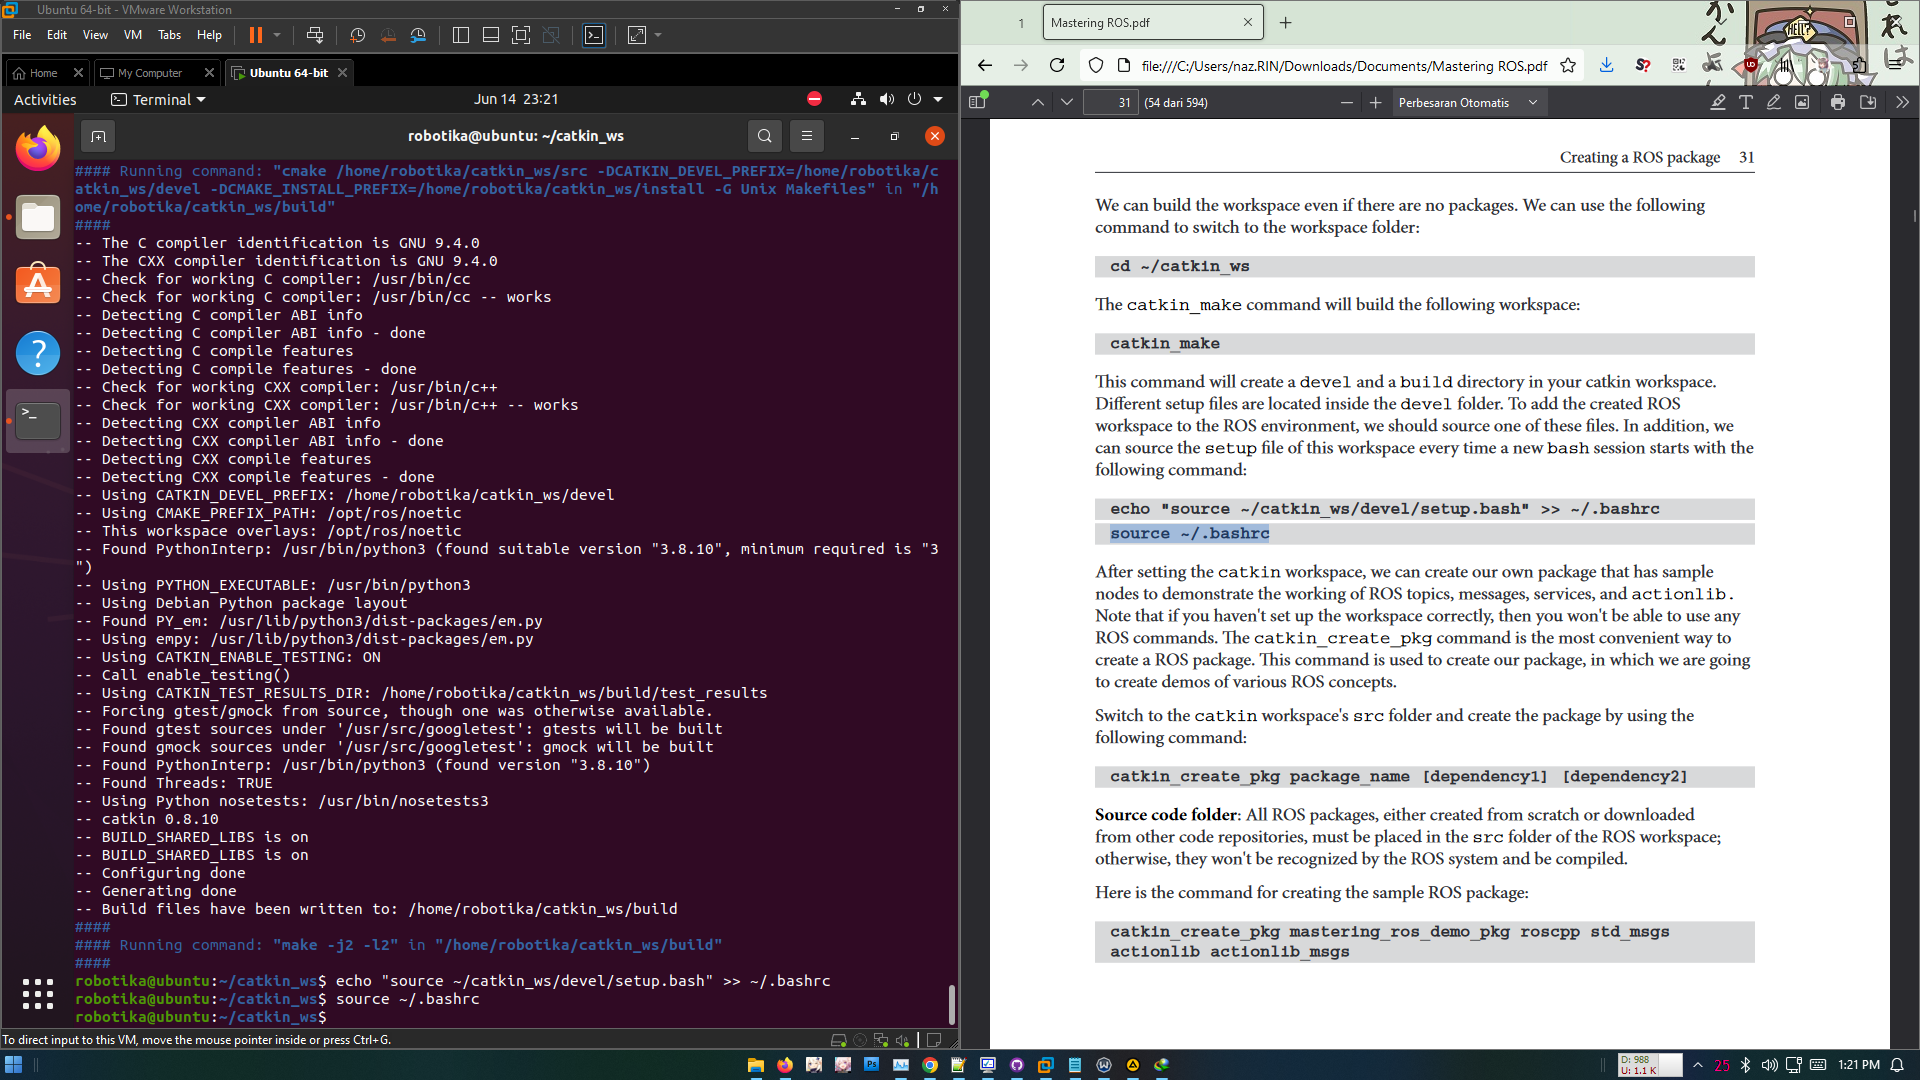 Ubuntu 64-bit - VMware Workstation
File Edit View VM Tabs Help
Home
My Computer
Ubuntu 64-bit
Activities
Terminal
Jun 14 23:21
robotika@ubuntu: ~/catkin_ws
#### Running command: "cmake /home/robotika/catkin_ws/src -DCATKIN_DEVEL_PREFIX=/home/robotika/c
atkin_ws/devel -DCMAKE_INSTALL_PREFIX=/home/robotika/catkin_ws/install -G Unix Makefiles" in "/h
ome/robotika/catkin_ws/build"
####
-- The C compiler identification is GNU 9.4.0
-- The CXX compiler identification is GNU 9.4.0
-- Check for working C compiler: /usr/bin/cc
-- Check for working C compiler: /usr/bin/cc -- works
-- Detecting C compiler ABI info
-- Detecting C compiler ABI info - done
-- Detecting C compile features
-- Detecting C compile features - done
-- Check for working CXX compiler: /usr/bin/c++
-- Check for working CXX compiler: /usr/bin/c++ -- works
-- Detecting CXX compiler ABI info
-- Detecting CXX compiler ABI info - done
-- Detecting CXX compile features
-- Detecting CXX compile features - done
-- Using CATKIN_DEVEL_PREFIX: /home/robotika/catkin_ws/devel
-- Using CMAKE_PREFIX_PATH: /opt/ros/noetic
-- This workspace overlays: /opt/ros/noetic
-- Found PythonInterp: /usr/bin/python3 (found suitable version "3.8.10", minimum required is "3
")
-- Using PYTHON_EXECUTABLE: /usr/bin/python3
-- Using Debian Python package layout
-- Found PY_em: /usr/lib/python3/dist-packages/em.py
-- Using empy: /usr/lib/python3/dist-packages/em.py
-- Using CATKIN_ENABLE_TESTING: ON
-- Call enable_testing()
-- Using CATKIN_TEST_RESULTS_DIR: /home/robotika/catkin_ws/build/test_results
-- Forcing gtest/gmock from source, though one was otherwise available.
-- Found gtest sources under '/usr/src/googletest': gtests will be built
-- Found gmock sources under '/usr/src/googletest': gmock will be built
-- Found PythonInterp: /usr/bin/python3 (found version "3.8.10")
-- Found Threads: TRUE
-- Using Python nosetests: /usr/bin/nosetests3
-- catkin 0.8.10
-- BUILD_SHARED_LIBS is on
-- BUILD_SHARED_LIBS is on
-- Configuring done
-- Generating done
-- Build files have been written to: /home/robotika/catkin_ws/build
####
#### Running command: "make -j2 -l2" in "/home/robotika/catkin_ws/build"
####
robotika@ubuntu:~/catkin_ws$ echo "source ~/catkin_ws/devel/setup.bash" >> ~/.bashrc
robotika@ubuntu:~/catkin_ws$ source ~/.bashrc
robotika@ubuntu:~/catkin_ws$
To direct input to this VM, move the mouse pointer inside or press Ctrl+G.
1
Mastering ROS.pdf
HELL?
file:///C:/Users/naz.RIN/Downloads/Documents/Mastering ROS.pdf
31
(54 dari 594)
Perbesaran Otomatis
Creating a ROS package 31
We can build the workspace even if there are no packages. We can use the following
command to switch to the workspace folder:
cd ~/catkin_ws
The catkin_make command will build the following workspace:
catkin_make
This command will create a devel and a build directory in your catkin workspace.
Different setup files are located inside the devel folder. To add the created ROS
workspace to the ROS environment, we should source one of these files. In addition, we
can source the setup file of this workspace every time a new bash session starts with the
following command:
echo "source ~/catkin_ws/devel/setup.bash" >> ~/.bashrc
source ~/.bashrc
After setting the catkin workspace, we can create our own package that has sample
nodes to demonstrate the working of ROS topics, messages, services, and actionlib.
Note that if you haven't set up the workspace correctly, then you won't be able to use any
ROS commands. The catkin_create_pkg command is the most convenient way to
create a ROS package. This command is used to create our package, in which we are going
to create demos of various ROS concepts.
Switch to the catkin workspace's src folder and create the package by using the
following command:
catkin_create_pkg package_name [dependency1] [dependency2]
Source code folder: All ROS packages, either created from scratch or downloaded
from other code repositories, must be placed in the src folder of the ROS workspace;
otherwise, they won't be recognized by the ROS system and be compiled.
Here is the command for creating the sample ROS package:
catkin_create_pkg mastering_ros_demo_pkg roscpp std_msgs
actionlib actionlib_msgs
D: 988
U: 1.1 K
25
1:21 PM